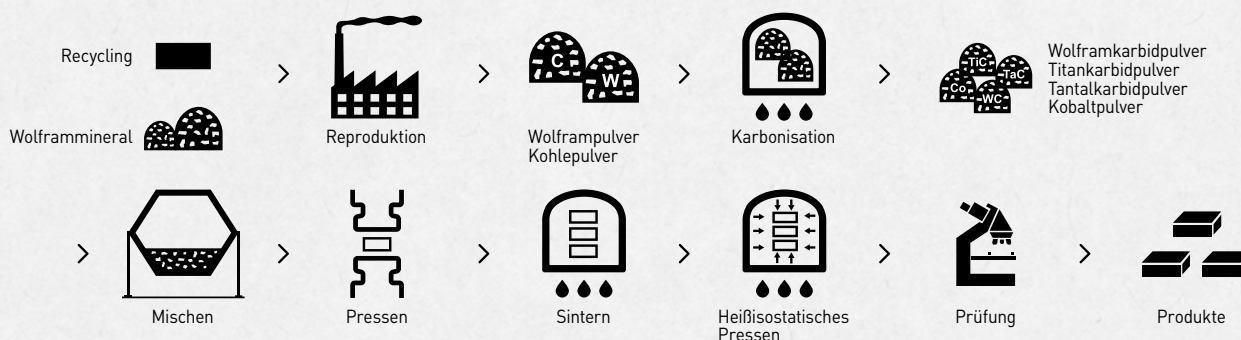 Recycling
Wolframmineral
Reproduktion
C
W
Wolframpulver
Kohlepulver
Karbonisation
TiC
TaC
Co
WC
Wolframkarbidpulver
Titankarbidpulver
Tantalkarbidpulver
Kobaltpulver
Mischen
Pressen
Sintern
Heißisostatisches
Pressen
Prüfung
Produkte